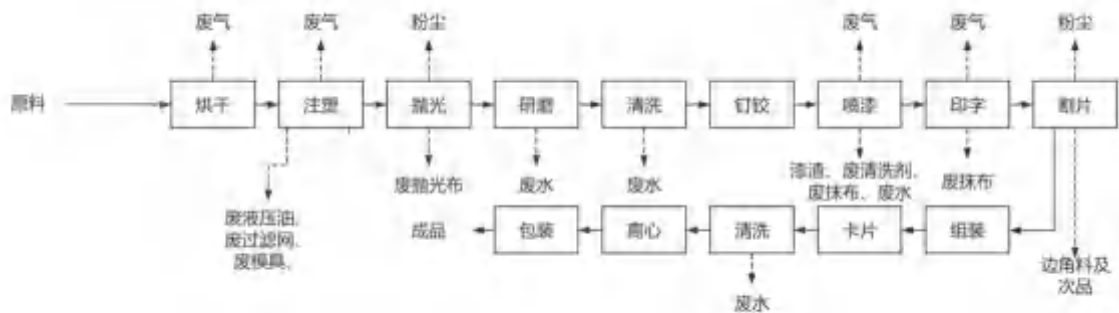 废气
废气
粉尘
废气
废气
粉尘
原料
烘干
注塑
抛光
研磨
清洗
钉铰
喷漆
印字
割片
废抛光布
废水
废水
漆渣、废清洗剂、
废抹布、废水
废抹布
废液压油、
废过滤网、
废模具、
成品
包装
离心
清洗
卡片
组装
边角料及
次品
废水